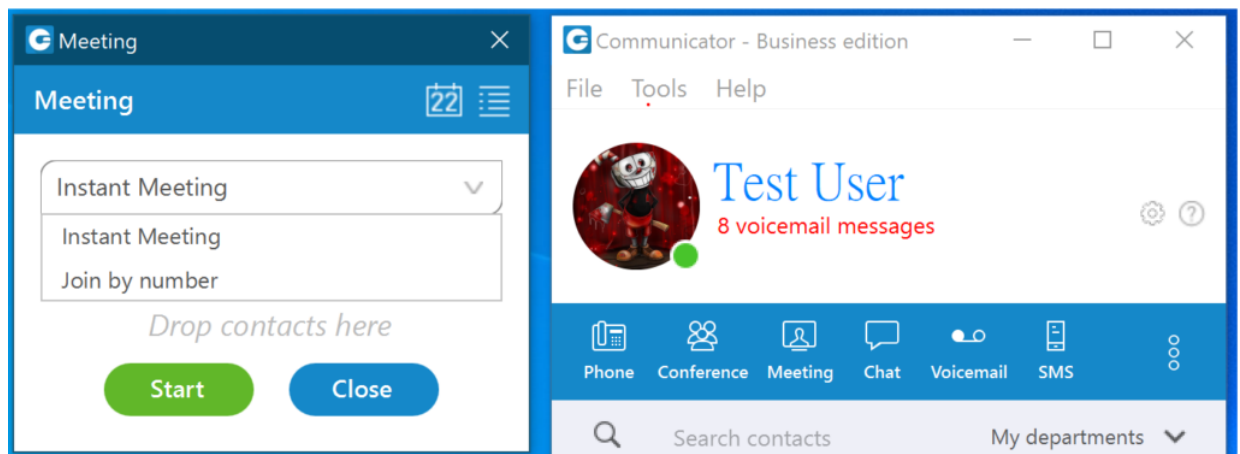 Meeting
Meeting
22
Instant Meeting
Instant Meeting
Join by number
Drop contacts here
Start Close
Communicator - Business edition
File Tools Help
Test User
8 voicemail messages
?
Phone Conference Meeting Chat Voicemail SMS
Search contacts My departments